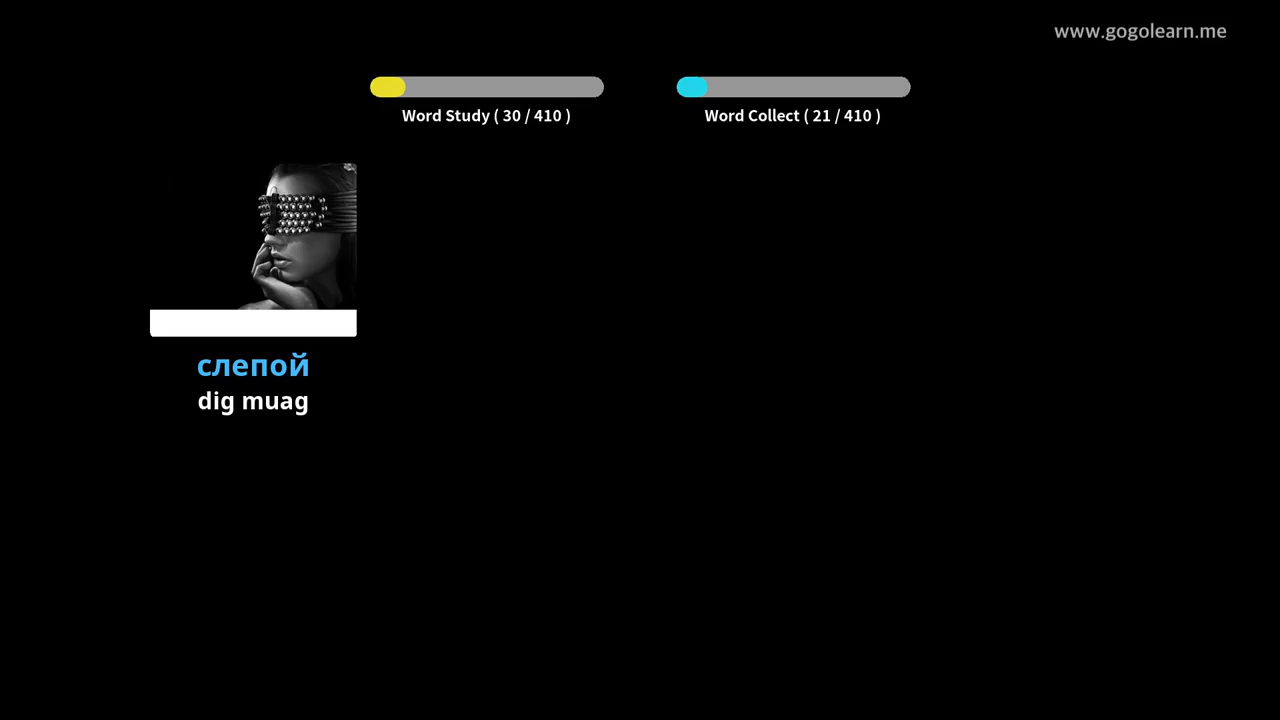 www.gogolearn.me
Word Study ( 30 / 410 )
Word Collect ( 21 / 410 )
слепой
dig muag